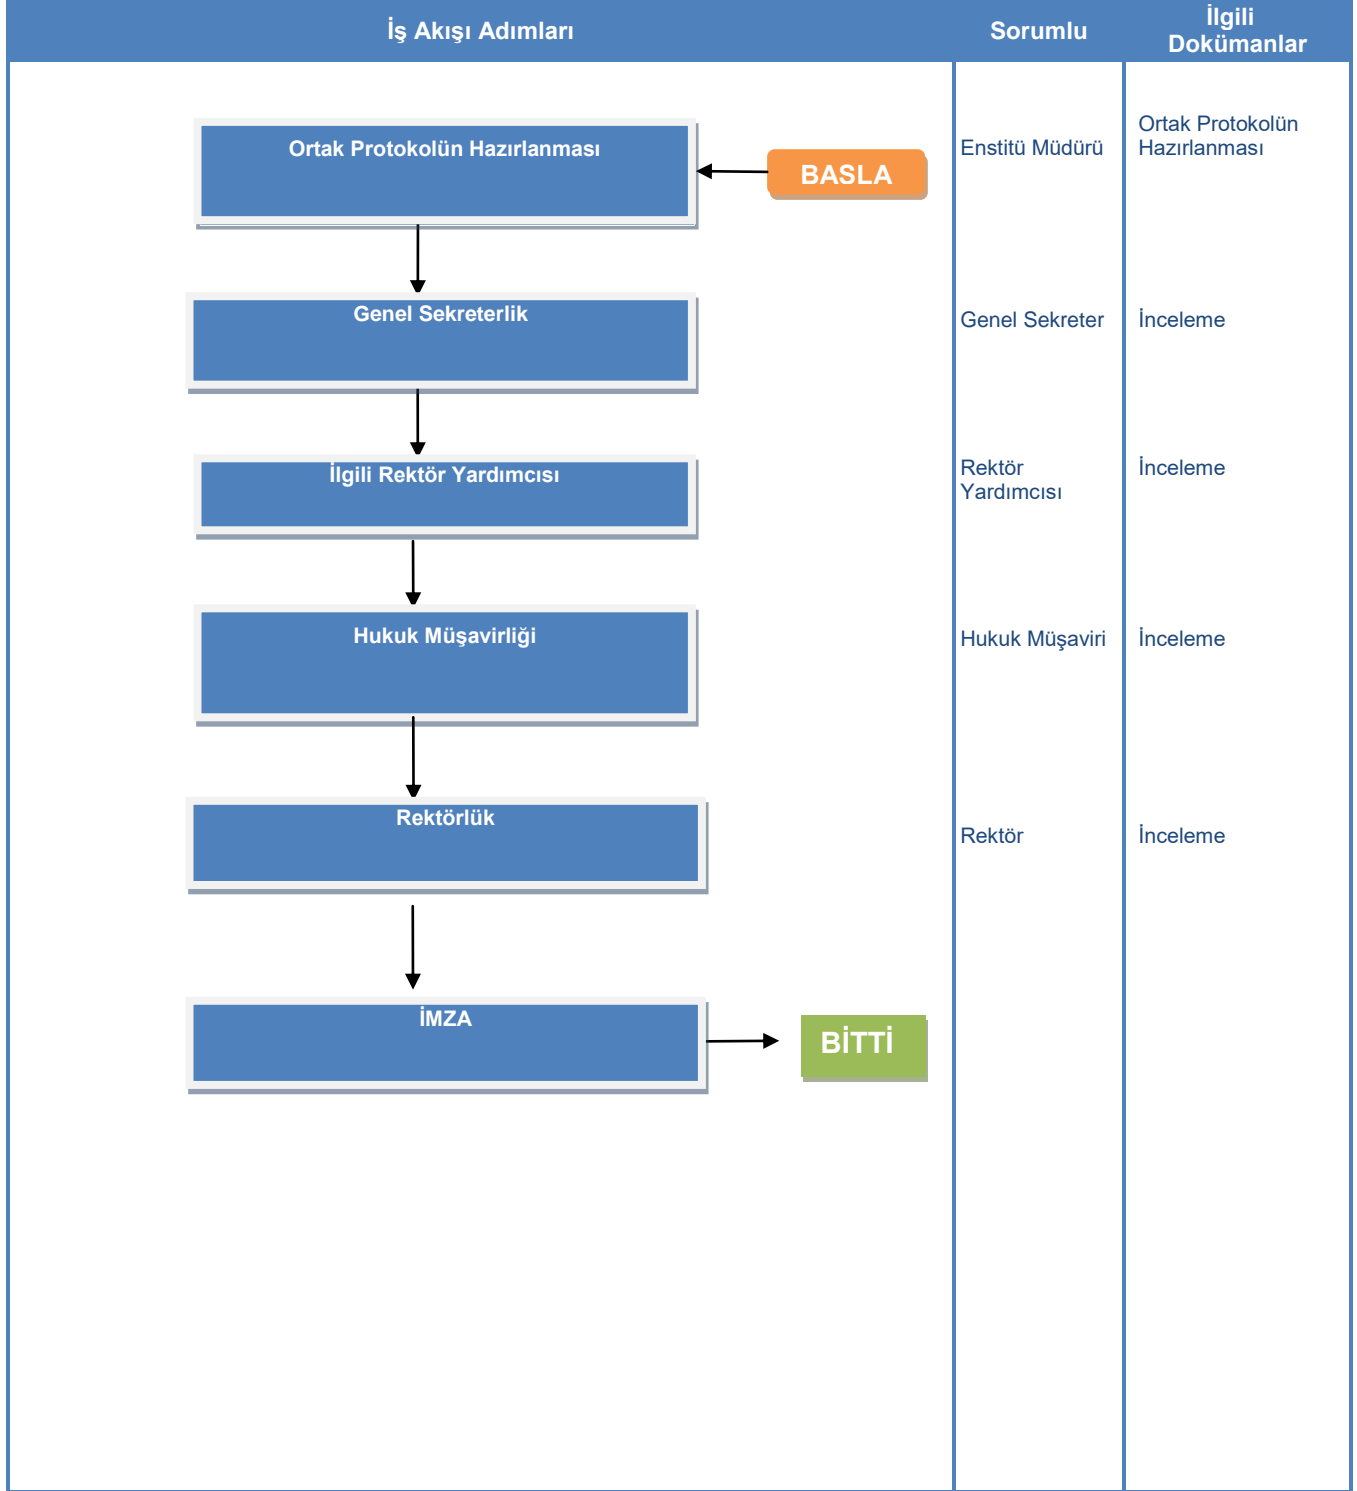 İş Akışı Adımları
Sorumlu
İlgili
Dokümanlar
Ortak Protokolün Hazırlanması
BASLA
Enstitü Müdürü
Ortak Protokolün
Hazırlanması
Genel Sekreterlik
Genel Sekreter
İnceleme
İlgili Rektör Yardımcısı
Rektör
Yardımcısı
İnceleme
Hukuk Müşavirliği
Hukuk Müşaviri
İnceleme
Rektörlük
Rektör
İnceleme
İMZA
BİTTİ